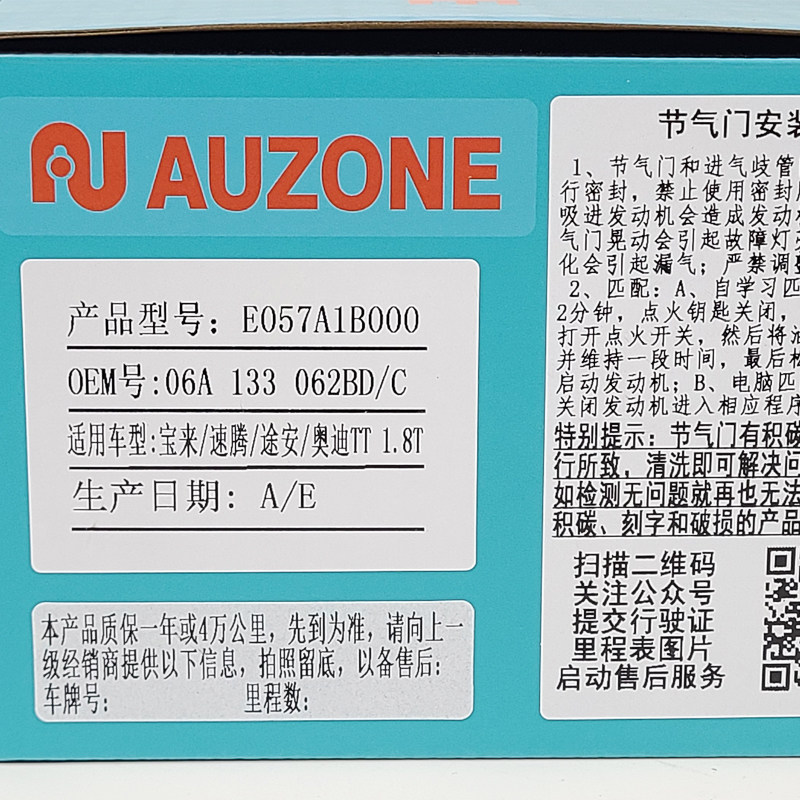 AUZONE
产品型号: E057A1B000
OEM号:06A 133 062BD/C
适用车型:宝来/速腾/途安/奥迪TT 1.8T
生产日期: A/E
本产品质保一年或4万公里，先到为准，请向上一
级经销商提供以下信息，拍照留底，以备售后:
车牌号: 里程数:
节气门安装
1、节气门和进气歧管
行密封，禁止使用密封
吸进发动机会造成发动
气门晃动会引起故障灯
化会引起漏气；严禁调整
2、匹配: A、自学习匹
2分钟，点火钥匙关闭，
打开点火开关，然后将油
并维持一段时间，最后松
启动发动机；B、电脑匹
关闭发动机进入相应程序
特别提示: 节气门有积碳
行所致，清洗即可解决问
如检测无问题就再也无法
积碳、刻字和破损的产品
扫描二维码
关注公众号
提交行驶证
里程表图片
启动售后服务